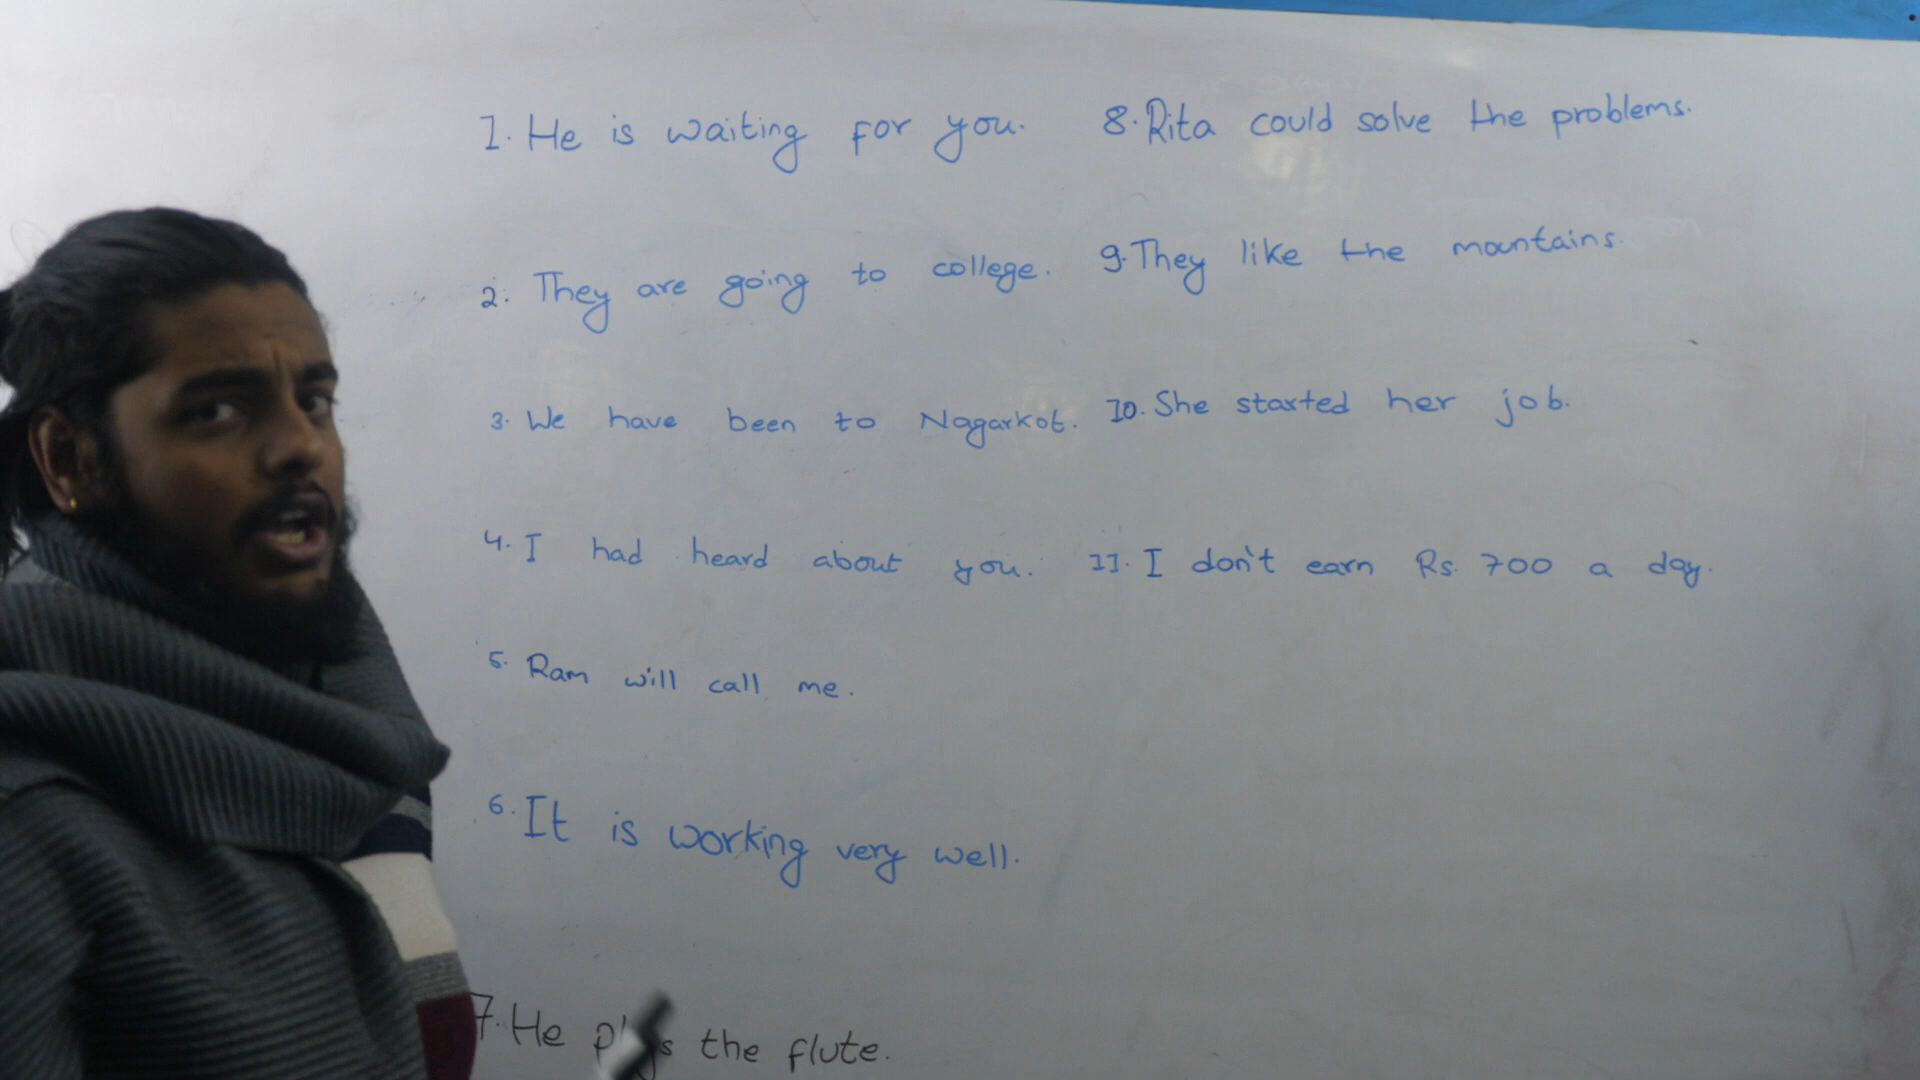 1. He is waiting for you.
2. They are going to college.
3. We have been to Nagarkot.
4. I had heard about you.
5. Ram will call me.
6. It is working very well.
7. He the flute.
8. Rita could solve the problems.
9. They like the mountains.
10. She started her job.
11. I don't earn Rs. 700 a day.